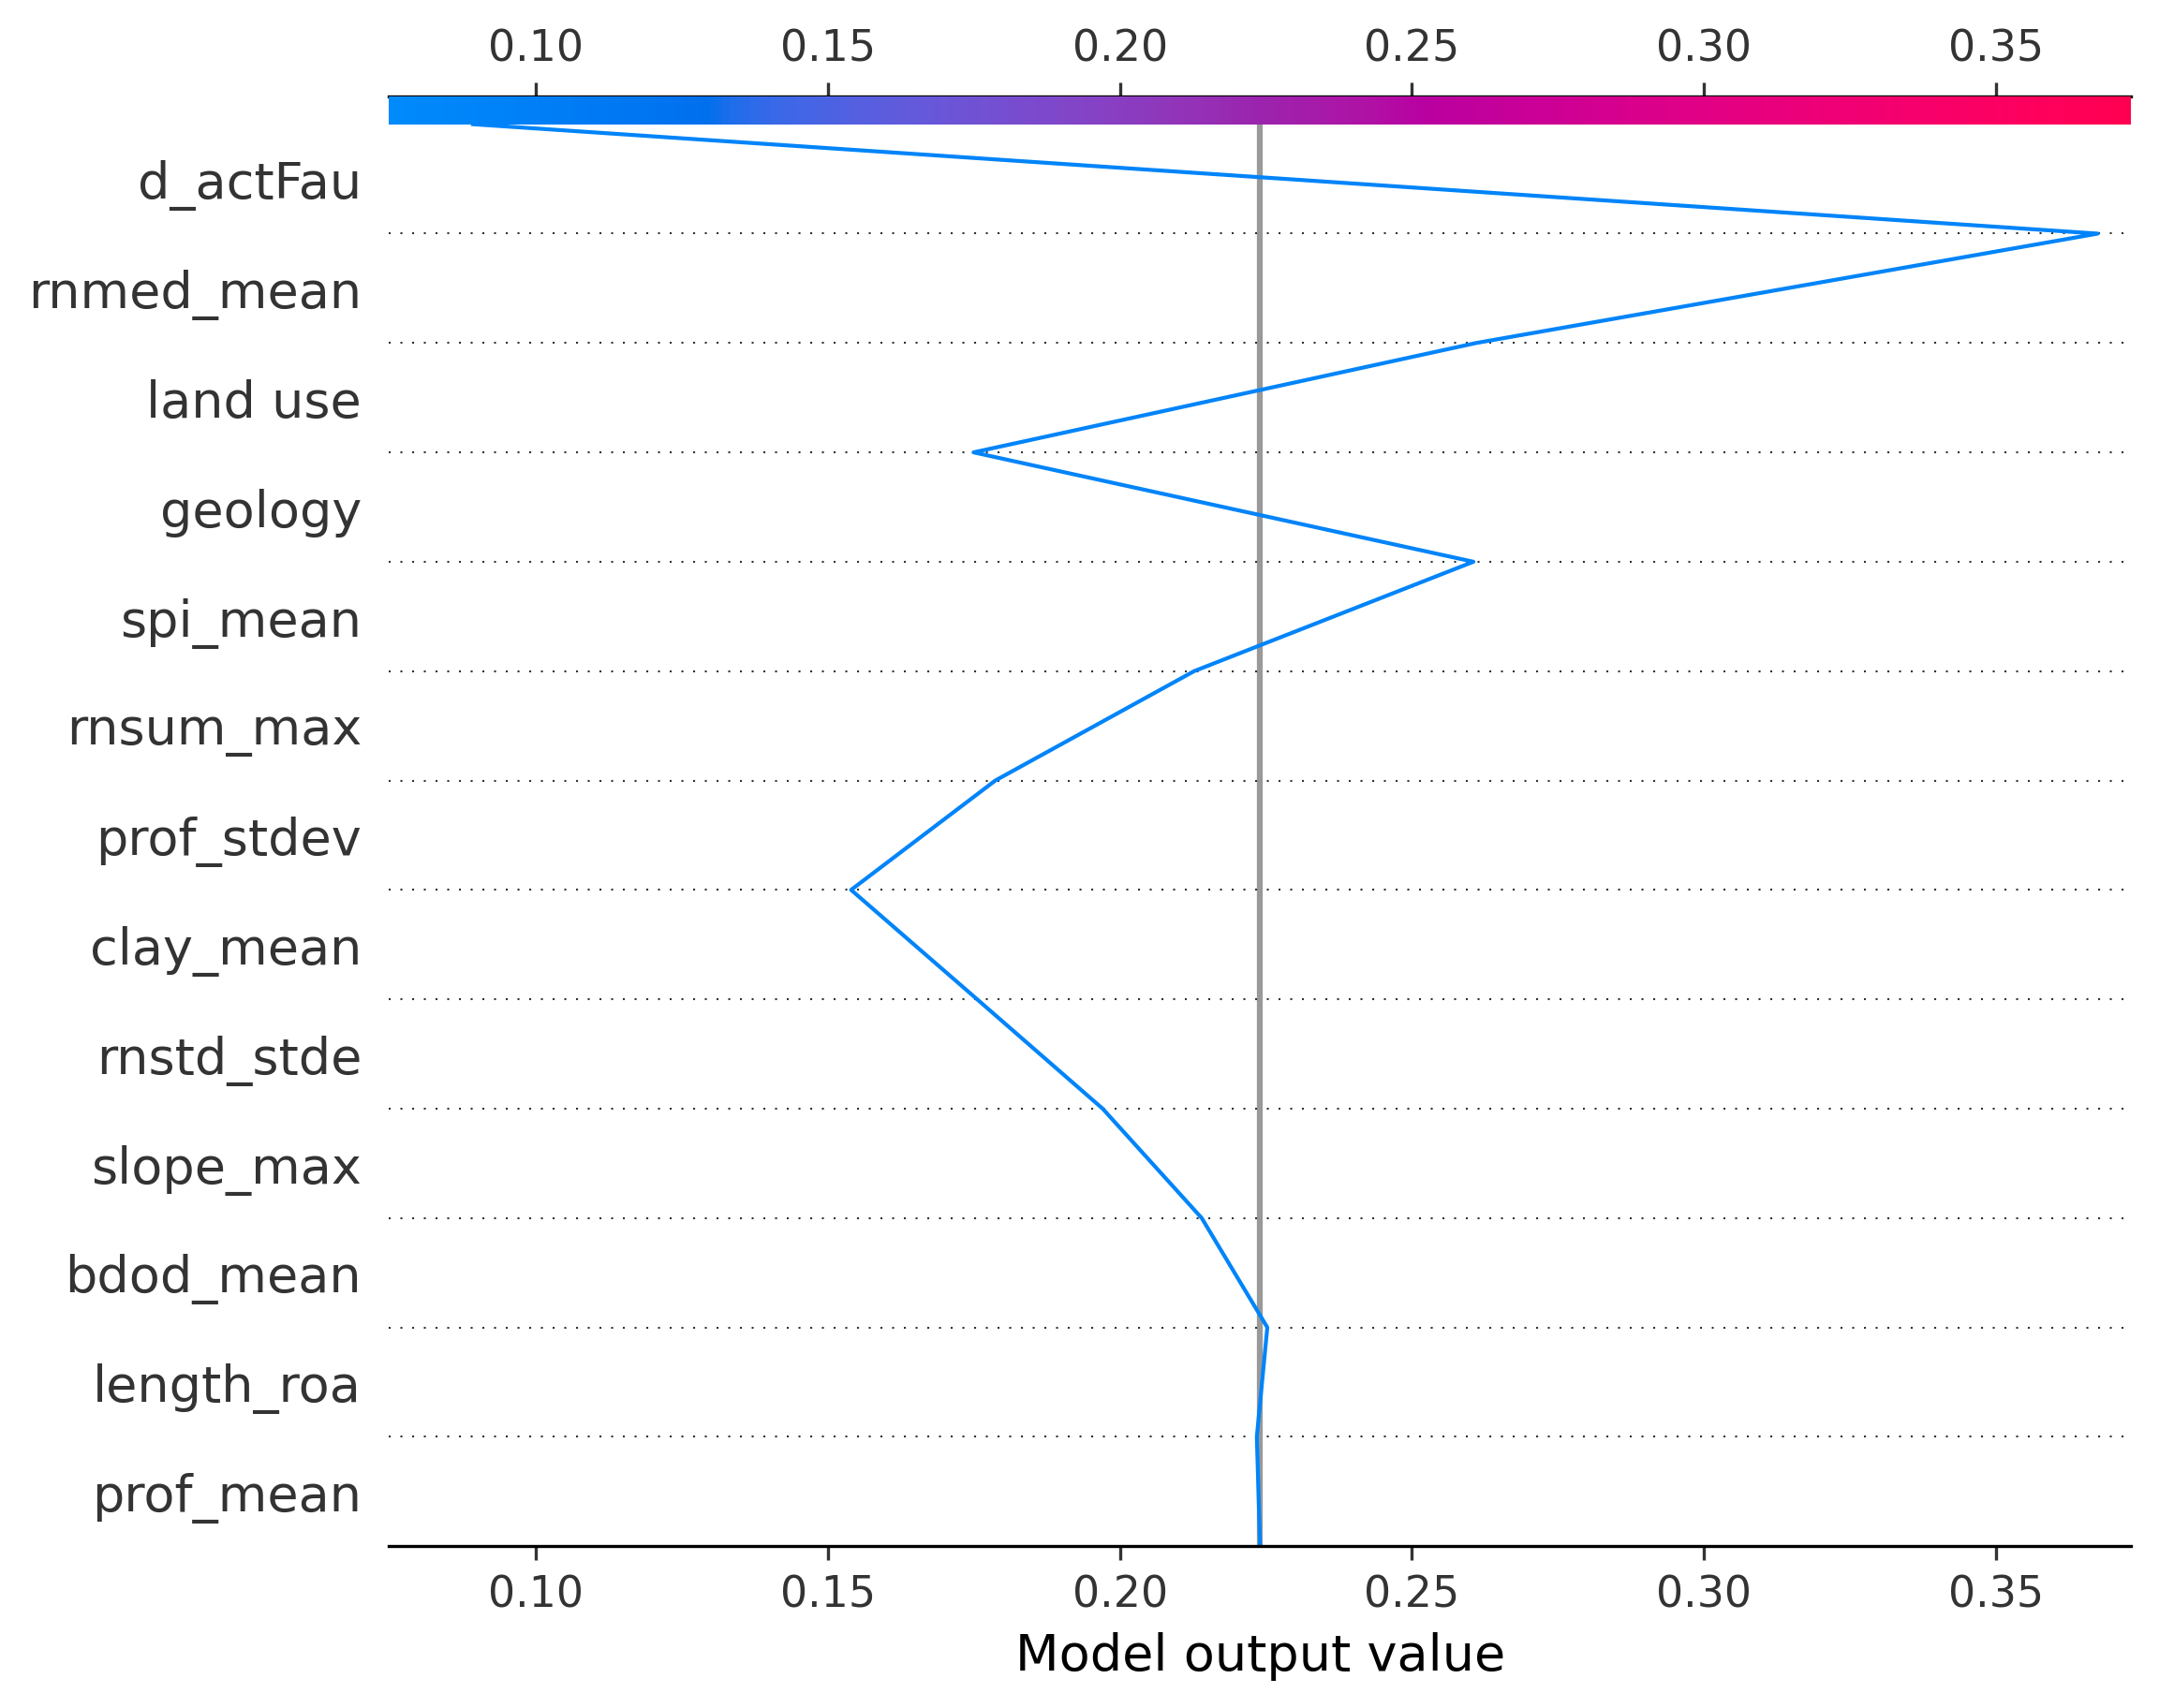 0.10 0.15 0.20 0.25 0.30 0.35
d_actFau
rnmed_mean
land use
geology
spi_mean
rnsum_max
prof_stdev
clay_mean
rnstd_stde
slope_max
bdod_mean
length_roa
prof_mean
0.10 0.15 0.20 0.25 0.30 0.35
Model output value